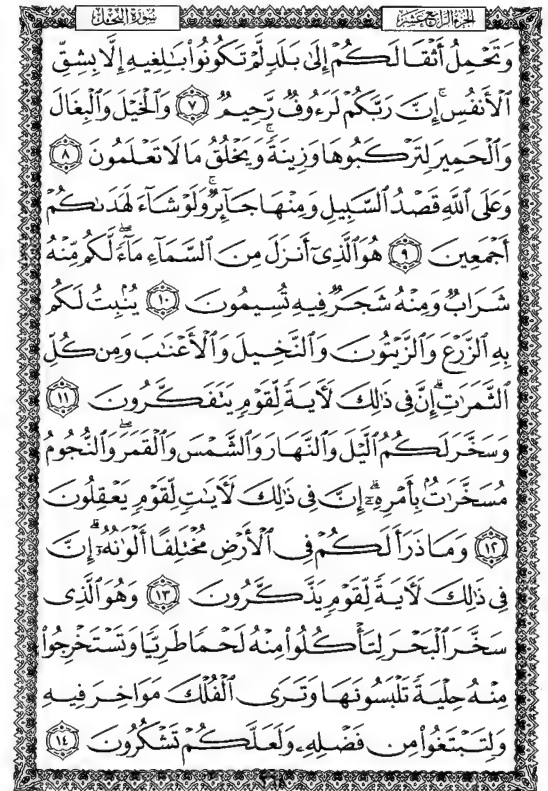 الجزء الرابع عشر
سورة النحل
وَتَحْمِلُ أَثْقَالَكُمْ إِلَىٰ بَلَدٍ لَّمْ تَكُونُوا۟ بَـٰلِغِيهِ إِلَّا بِشِقِّ
ٱلْأَنفُسِ ۚ إِنَّ رَبَّكُمْ لَرَءُوفٌ رَّحِيمٌ ﴿٧﴾ وَٱلْخَيْلَ وَٱلْبِغَالَ
وَٱلْحَمِيرَ لِتَرْكَبُوهَا وَزِينَةً ۚ وَيَخْلُقُ مَا لَا تَعْلَمُونَ ﴿٨﴾
وَعَلَى ٱللَّهِ قَصْدُ ٱلسَّبِيلِ وَمِنْهَا جَآئِرٌ ۚ وَلَوْ شَآءَ لَهَدَىٰكُمْ
أَجْمَعِينَ ﴿٩﴾ هُوَ ٱلَّذِىٓ أَنزَلَ مِنَ ٱلسَّمَآءِ مَآءً ۖ لَّكُم مِّنْهُ
شَرَابٌ وَمِنْهُ شَجَرٌ فِيهِ تُسِيمُونَ ﴿١٠﴾ يُنۢبِتُ لَكُم
بِهِ ٱلزَّرْعَ وَٱلزَّيْتُونَ وَٱلنَّخِيلَ وَٱلْأَعْنَـٰبَ وَمِن كُلِّ
ٱلثَّمَرَٰتِ ۗ إِنَّ فِى ذَٰلِكَ لَـَٔايَةً لِّقَوْمٍ يَتَفَكَّرُونَ ﴿١١﴾
وَسَخَّرَ لَكُمُ ٱلَّيْلَ وَٱلنَّهَارَ وَٱلشَّمْسَ وَٱلْقَمَرَ ۖ وَٱلنُّجُومُ
مُسَخَّرَٰتٌۢ بِأَمْرِهِۦٓ ۗ إِنَّ فِى ذَٰلِكَ لَـَٔايَـٰتٍ لِّقَوْمٍ يَعْقِلُونَ
﴿١٢﴾ وَمَا ذَرَأَ لَكُمْ فِى ٱلْأَرْضِ مُخْتَلِفًا أَلْوَٰنُهُۥٓ ۗ إِنَّ
فِى ذَٰلِكَ لَـَٔايَةً لِّقَوْمٍ يَذَّكَّرُونَ ﴿١٣﴾ وَهُوَ ٱلَّذِى
سَخَّرَ ٱلْبَحْرَ لِتَأْكُلُوا۟ مِنْهُ لَحْمًا طَرِيًّا وَتَسْتَخْرِجُوا۟
مِنْهُ حِلْيَةً تَلْبَسُونَهَا وَتَرَى ٱلْفُلْكَ مَوَاخِرَ فِيهِ
وَلِتَبْتَغُوا۟ مِن فَضْلِهِۦ وَلَعَلَّكُمْ تَشْكُرُونَ ﴿١٤﴾